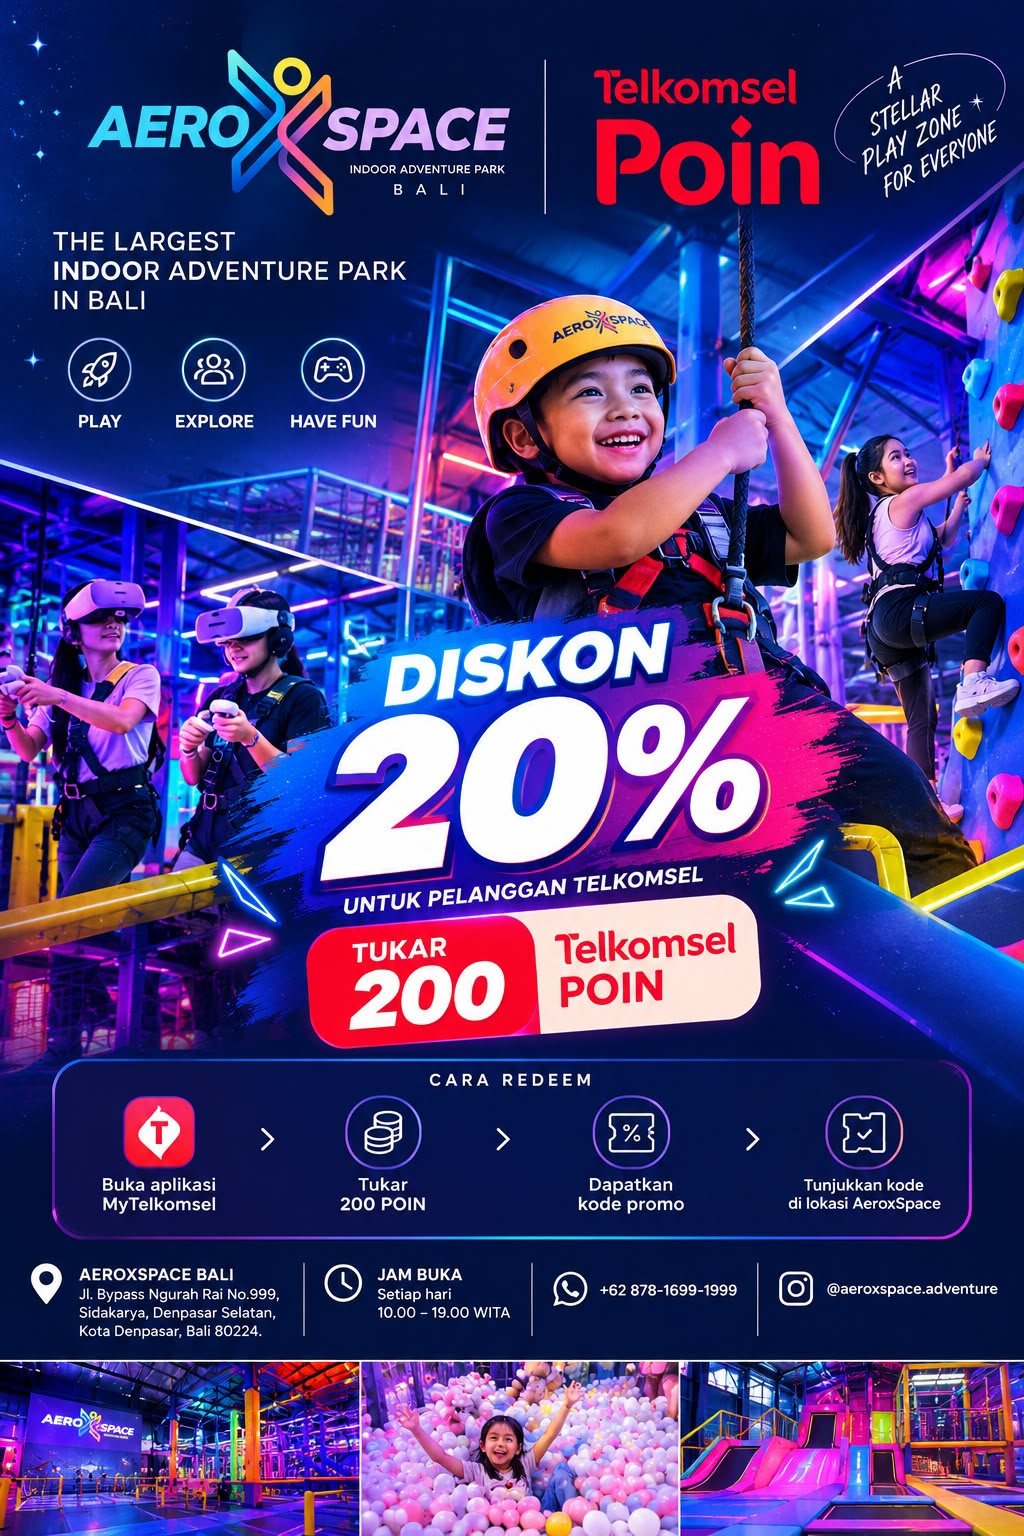 AEROXSPACE
INDOOR ADVENTURE PARK
BALI
Telkomsel
Poin
A
STELLAR
PLAY ZONE
FOR EVERYONE
THE LARGEST
INDOOR ADVENTURE PARK
IN BALI
PLAY
EXPLORE
HAVE FUN
AEROXSPACE
DISKON
20%
UNTUK PELANGGAN TELKOMSEL
TUKAR
200
Telkomsel
POIN
CARA REDEEM
T
Buka aplikasi
MyTelkomsel
Tukar
200 POIN
%
Dapatkan
kode promo
Tunjukkan kode
di lokasi AeroxSpace
AEROXSPACE BALI
Jl. Bypass Ngurah Rai No.999,
Sidakarya, Denpasar Selatan,
Kota Denpasar, Bali 80224.
JAM BUKA
Setiap hari
10.00 – 19.00 WITA
+62 878-1699-1999
@aeroxspace.adventure
AEROXSPACE